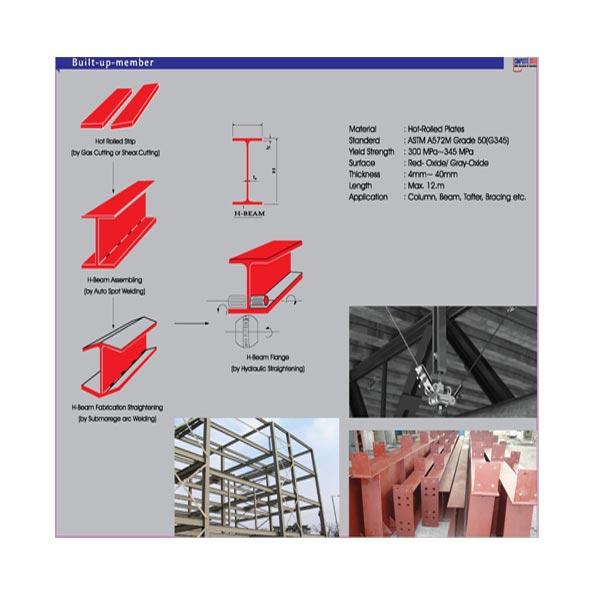 Built-up-member
Hot Rolled Strip
(by Gas Cutting or Shear.Cutting)
H-BEAM
Material : Hot-Rolled Plates
Standerd : ASTM A572M Grade 50(G345)
Yield Strength : 300 MPa~345 MPa
Surface : Red- Oxide/ Gray-Oxide
Thickness : 4mm~ 40mm
Length : Max. 12.m
Application : Column, Beam, Tafter, Bracing etc.
H-Beam Assembling
(by Auto Spot Welding)
H-Beam Flange
(by Hydraulic Straightening)
H-Beam Fabrication Straightening
(by Submarege arc Welding)